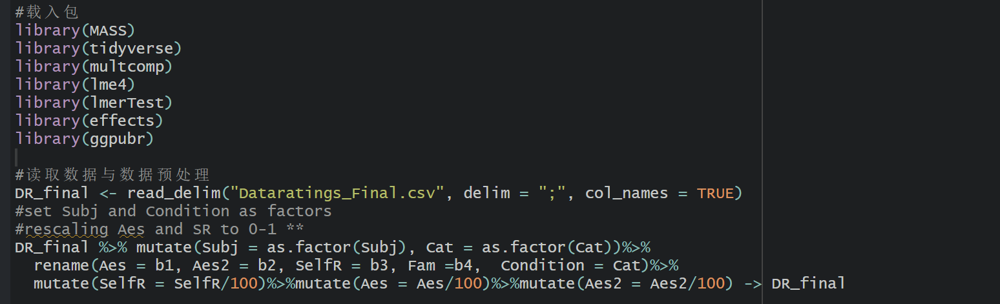 #载入包
library(MASS)
library(tidyverse)
library(multcomp)
library(lme4)
library(lmerTest)
library(effects)
library(ggpubr)
#读取数据与数据预处理
DR_final <- read_delim("Dataratings_Final.csv", delim = ";", col_names = TRUE)
#set Subj and Condition as factors
#rescaling Aes and SR to 0-1 **
DR_final %>% mutate(Subj = as.factor(Subj), Cat = as.factor(Cat))%>%
  rename(Aes = b1, Aes2 = b2, SelfR = b3, Fam =b4,  Condition = Cat)%>%
  mutate(SelfR = SelfR/100)%>%mutate(Aes = Aes/100)%>%mutate(Aes2 = Aes2/100) -> DR_final